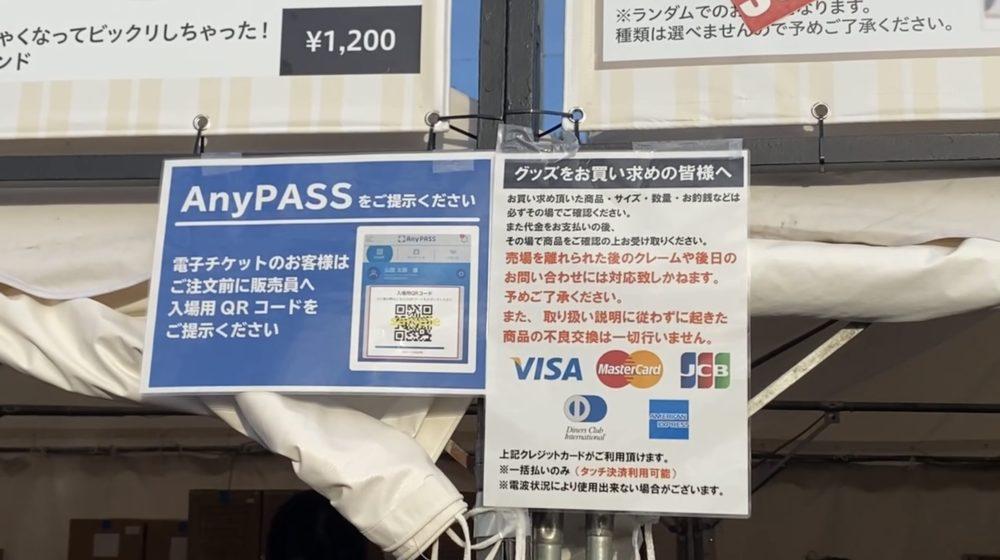 ゃくなってビックリしちゃった！
ンド
¥1,200
※ランダムでのお
なります。
種類は選べませんので予めご了承ください。
AnyPASSをご提示ください
電子チケットのお客様は
ご注文前に販売員へ
入場用QRコードを
ご提示ください
AnyPASS
入場用QRコード
グッズをお買い求めの皆様へ
お買い求め頂いた商品・サイズ・数量・お釣銭などは
必ずその場でご確認ください。
また代金をお支払いの後、
その場で商品をご確認の上お受け取りください。
売場を離れられた後のクレームや後日の
お問い合わせには対応致しかねます。
予めご了承ください。
また、取り扱い説明に従わずに起きた
商品の不良交換は一切行いません。
VISA
MasterCard
JCB
Diners Club
International
AMERICAN
EXPRESS
上記クレジットカードがご利用頂けます。
※一括払いのみ（タッチ決済利用可能）
※電波状況により使用出来ない場合がございます。